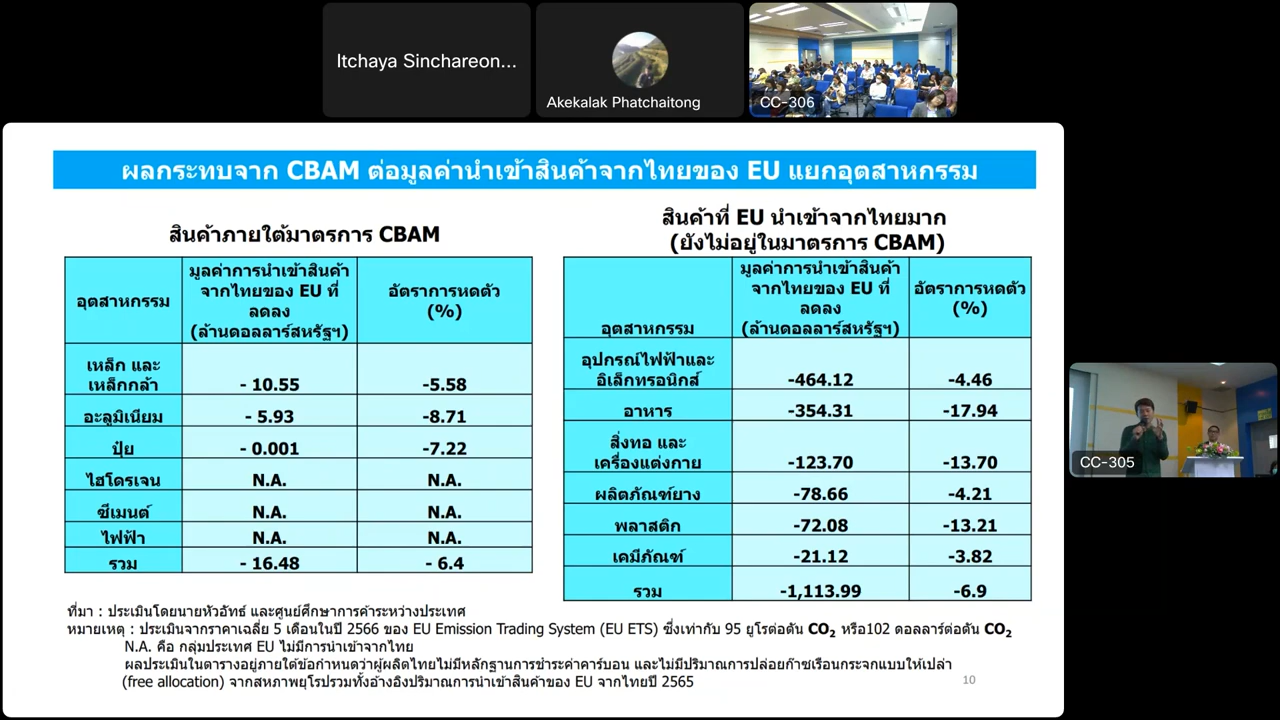 Itchaya Sinchareon...
Akekalak Phatchaitong
CC-306
ผลกระทบจาก CBAM ต่อมูลค่านำเข้าสินค้าจากไทยของ EU แยกอุตสาหกรรม
สินค้าภายใต้มาตรการ CBAM
อุตสาหกรรม
มูลค่าการนำเข้าสินค้า
จากไทยของ EU ที่
ลดลง
(ล้านดอลลาร์สหรัฐฯ)
อัตราการหดตัว
(%)
เหล็ก และ
เหล็กกล้า
- 10.55
-5.58
อะลูมิเนียม
- 5.93
-8.71
ปุ๋ย
- 0.001
-7.22
ไฮโดรเจน
N.A.
N.A.
ซีเมนต์
N.A.
N.A.
ไฟฟ้า
N.A.
N.A.
รวม
- 16.48
- 6.4
สินค้าที่ EU นำเข้าจากไทยมาก
(ยังไม่อยู่ในมาตรการ CBAM)
อุตสาหกรรม
มูลค่าการนำเข้าสินค้า
จากไทยของ EU ที่
ลดลง
(ล้านดอลลาร์สหรัฐฯ)
อัตราการหดตัว
(%)
อุปกรณ์ไฟฟ้าและ
อิเล็กทรอนิกส์
-464.12
-4.46
อาหาร
-354.31
-17.94
สิ่งทอ และ
เครื่องแต่งกาย
-123.70
-13.70
ผลิตภัณฑ์ยาง
-78.66
-4.21
พลาสติก
-72.08
-13.21
เคมีภัณฑ์
-21.12
-3.82
รวม
-1,113.99
-6.9
ที่มา : ประเมินโดยนายหัวอัทธ์ และศูนย์ศึกษาการค้าระหว่างประเทศ
หมายเหตุ : ประเมินจากราคาเฉลี่ย 5 เดือนในปี 2566 ของ EU Emission Trading System (EU ETS) ซึ่งเท่ากับ 95 ยูโรต่อตัน CO2 หรือ102 ดอลลาร์ต่อตัน CO2
N.A. คือ กลุ่มประเทศ EU ไม่มีการนำเข้าจากไทย
ผลประเมินในตารางอยู่ภายใต้ข้อกำหนดว่าผู้ผลิตไทยไม่มีหลักฐานการชำระค่าคาร์บอน และไม่มีปริมาณการปล่อยก๊าซเรือนกระจกแบบให้เปล่า
(free allocation) จากสหภาพยุโรปรวมทั้งอ้างอิงปริมาณการนำเข้าสินค้าของ EU จากไทยปี 2565
10
CC-305